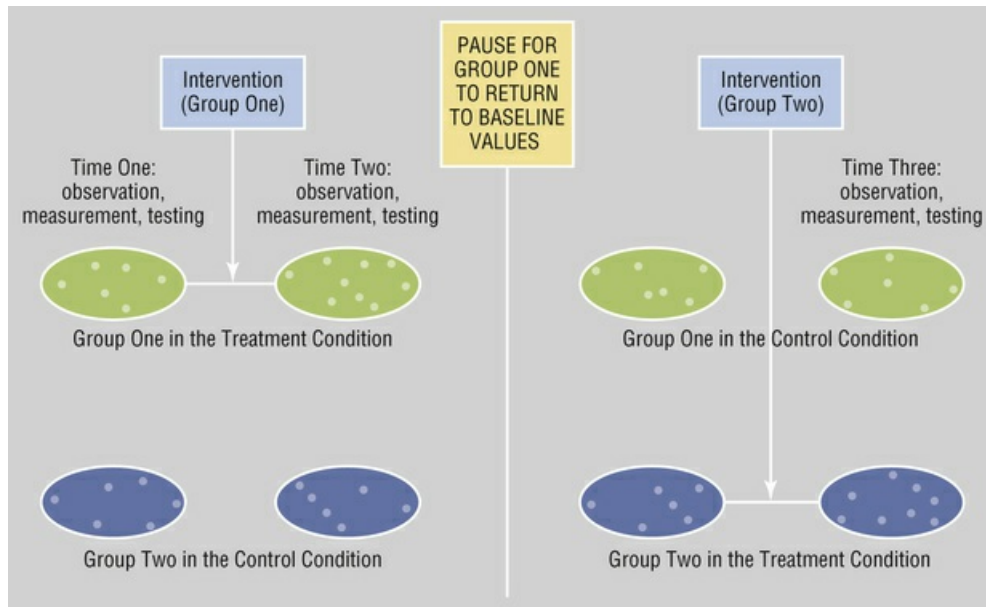 Intervention
(Group One)
PAUSE FOR
GROUP ONE
TO RETURN
TO BASELINE
VALUES
Intervention
(Group Two)
Time One:
observation,
measurement, testing
Time Two:
observation,
measurement, testing
Time Three:
observation,
measurement, testing
Group One in the Treatment Condition
Group One in the Control Condition
Group Two in the Control Condition
Group Two in the Treatment Condition